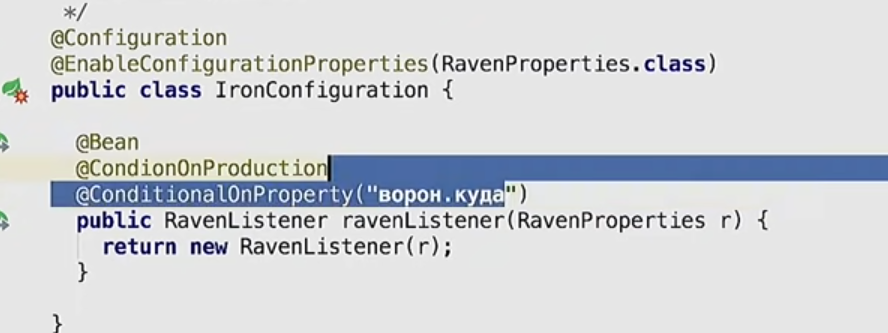 */
@Configuration
@EnableConfigurationProperties(RavenProperties.class)
public class IronConfiguration {
@Bean
@CondionOnProduction
@ConditionalOnProperty("ворон.куда")
public RavenListener ravenListener(RavenProperties r) {
return new RavenListener(r);
}
}